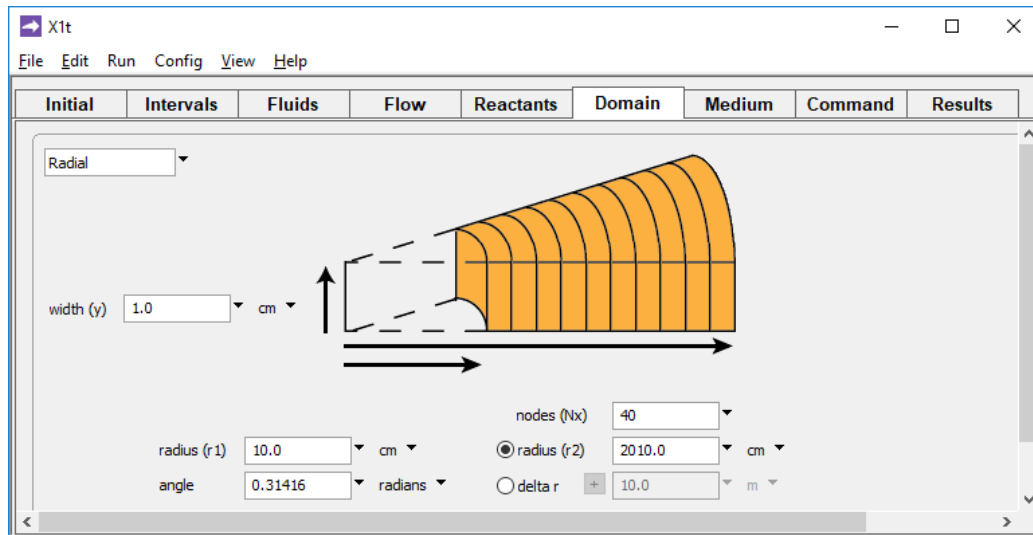 X1t
File Edit Run Config View Help
Initial Intervals Fluids Flow Reactants Domain Medium Command Results
Radial
width (y) 1.0 cm
nodes (Nx) 40
radius (r1) 10.0 cm radius (r2) 2010.0 cm
angle 0.31416 radians delta r + 10.0 m